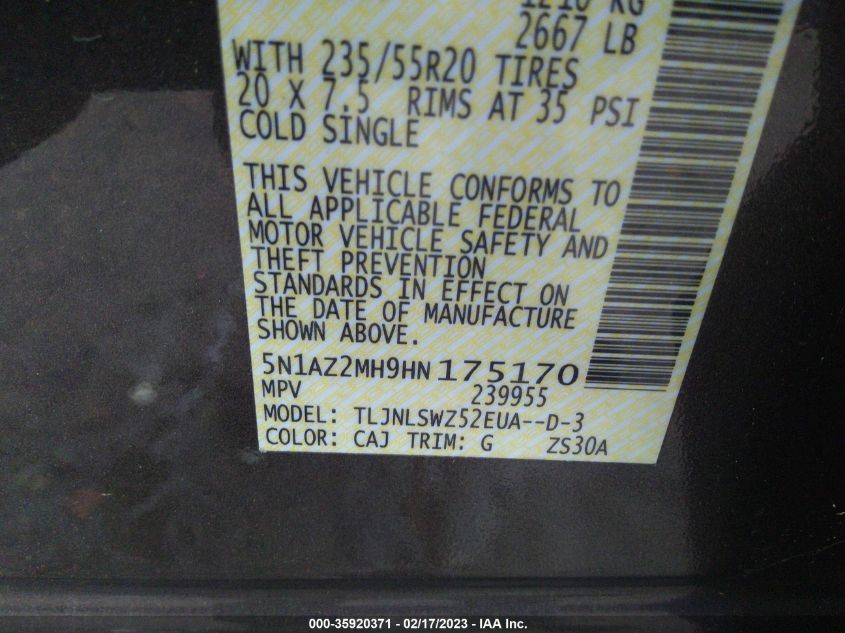 1210 KG
2667 LB
WITH 235/55R20 TIRES
20 X 7.5 RIMS AT 35 PSI
COLD SINGLE
THIS VEHICLE CONFORMS TO
ALL APPLICABLE FEDERAL
MOTOR VEHICLE SAFETY AND
THEFT PREVENTION
STANDARDS IN EFFECT ON
THE DATE OF MANUFACTURE
SHOWN ABOVE.
5N1AZ2MH9HN175170
MPV 239955
MODEL: TLJNLSWZ52EUA--D-3
COLOR: CAJ TRIM: G ZS30A
000-35920371 - 02/17/2023 - IAA Inc.